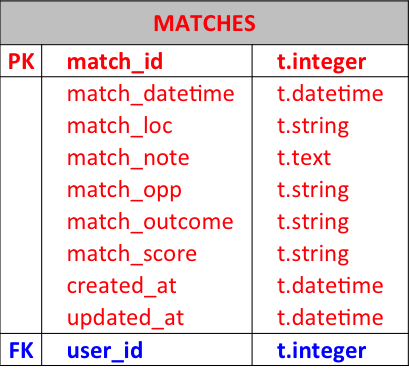 MATCHES
PK match_id t.integer
match_datetime t.datetime
match_loc t.string
match_note t.text
match_opp t.string
match_outcome t.string
match_score t.string
created_at t.datetime
updated_at t.datetime
FK user_id t.integer